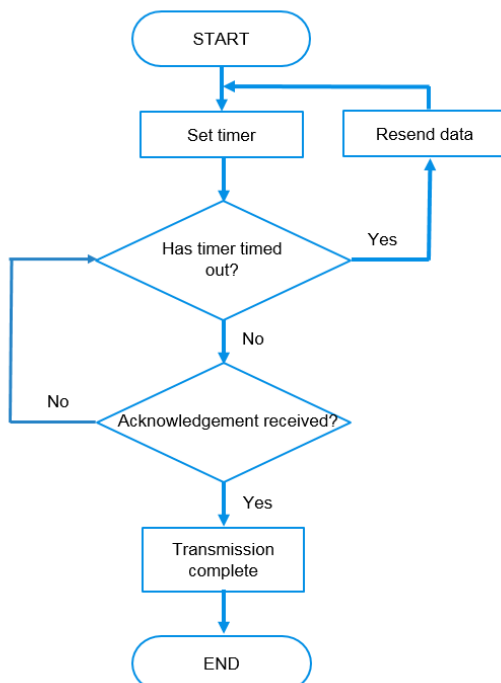 START
Set timer
Resend data
Has timer timed
out?
Yes
No
No
Acknowledgement received?
Yes
Transmission
complete
END